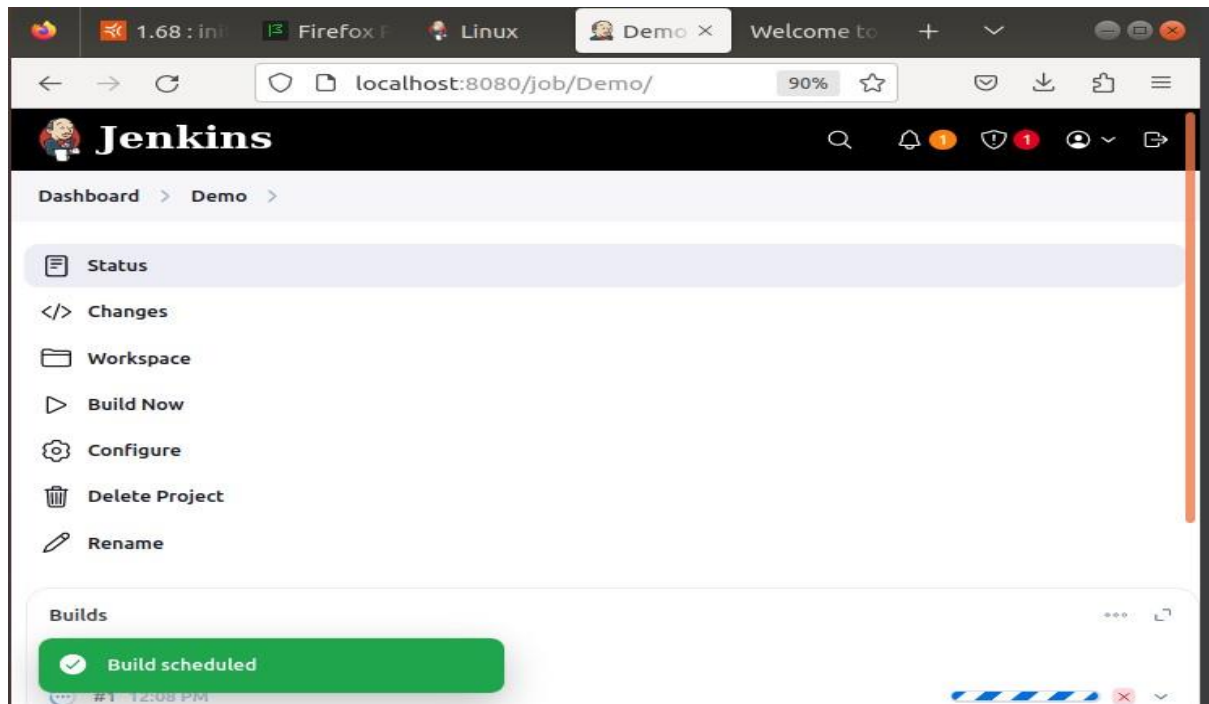 1.68 : ini
Firefox F
Linux
Demo
Welcome to
localhost:8080/job/Demo/
90%
Jenkins
1
1
Dashboard > Demo >
Status
Changes
Workspace
Build Now
Configure
Delete Project
Rename
Builds
Build scheduled
#1 12:08 PM